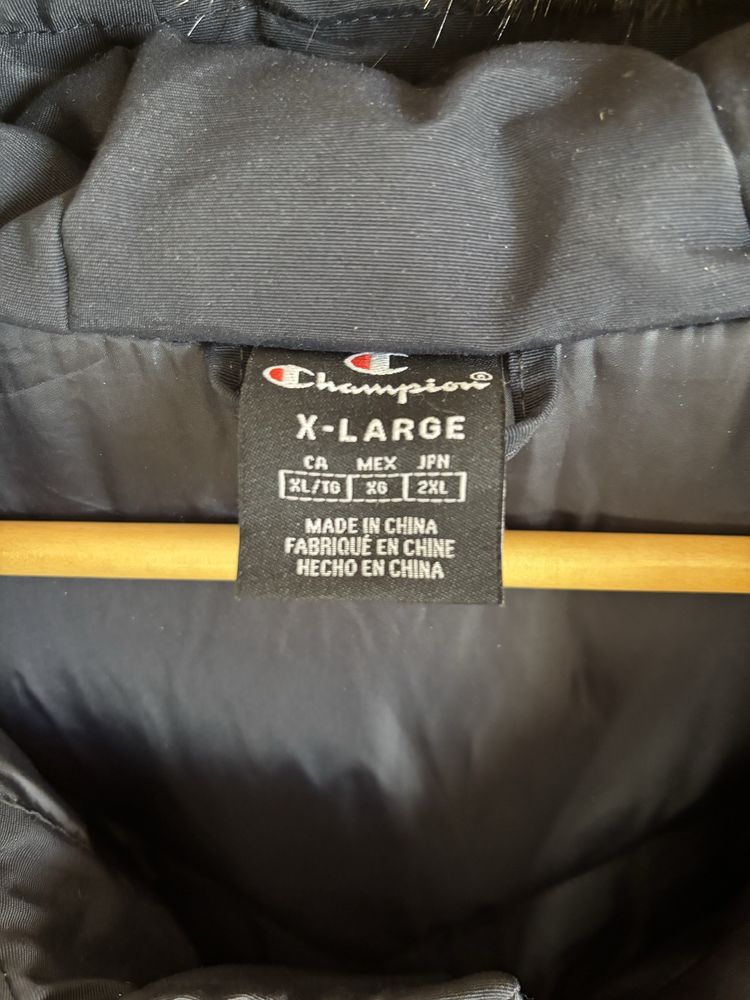 Champion®
X-LARGE
CA MEX JPN
XL/TG XG 2XL
MADE IN CHINA
FABRIQUÉ EN CHINE
HECHO EN CHINA